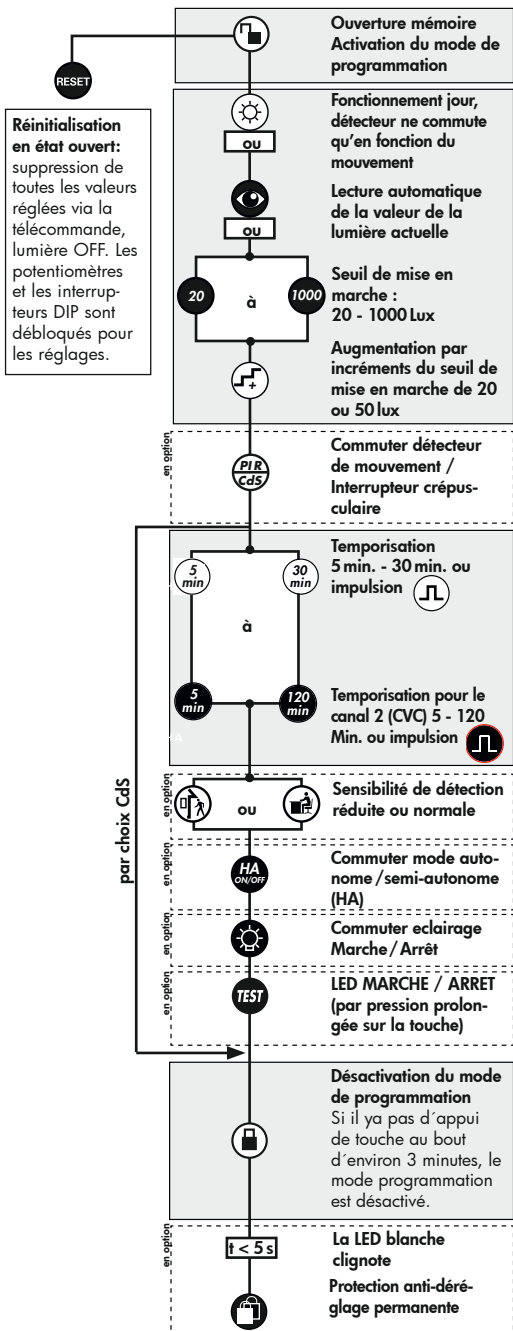 Ouverture mémoire
Activation du mode de
programmation
RESET
Réinitialisation
en état ouvert:
suppression de
toutes les valeurs
réglées via la
télécommande,
lumière OFF. Les
potentiomètres
et les interrup-
teurs DIP sont
débloqués pour
les réglages.
Fonctionnement jour,
détecteur ne commute
qu'en fonction du
mouvement
ou
Lecture automatique
de la valeur de la
lumière actuelle
ou
20
à
1000
Seuil de mise en
marche :
20 - 1000 Lux
+
Augmentation par
incréments du seuil de
mise en marche de 20
ou 50 lux
en option
PIR
CdS
Commuter détecteur
de mouvement /
Interrupteur crépus-
culaire
par choix CdS
5
min
30
min
à
Temporisation
5 min. - 30 min. ou
impulsion
5
min
120
min
Temporisation pour le
canal 2 (CVC) 5 - 120
Min. ou impulsion
HA
en option
ou
Sensibilité de détection
réduite ou normale
en option
HA
ON/OFF
Commuter mode auto-
nome / semi-autonome
(HA)
en option
Commuter eclairage
Marche / Arrêt
en option
TEST
LED MARCHE / ARRET
(par pression prolon-
gée sur la touche)
Désactivation du mode
de programmation
Si il ya pas d´appui
de touche au bout
d´environ 3 minutes, le
mode programmation
est désactivé.
en option
t < 5 s
La LED blanche
clignote
Protection anti-déré-
glage permanente